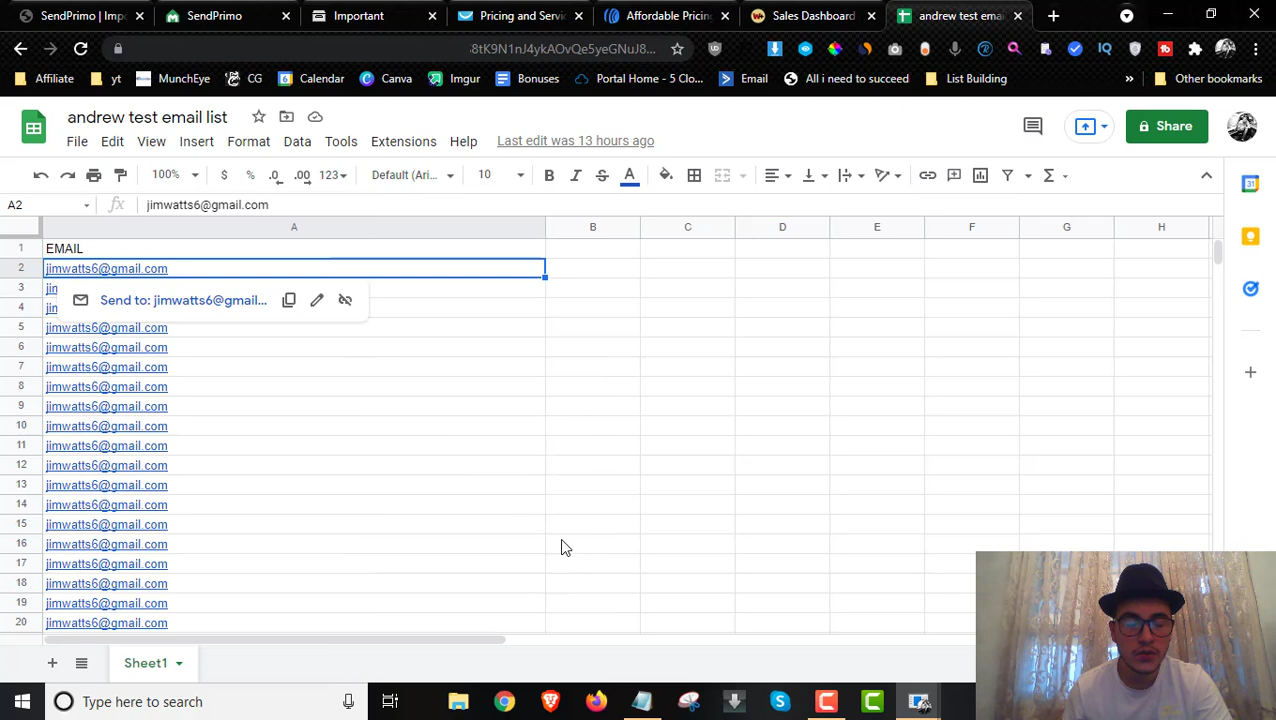 SendPrimo | Impo
SendPrimo
Important
Pricing and Servic
Affordable Pricing
Sales Dashboard
andrew test emai
8tK9N1nJ4ykAOvQe5yeGNuJ8...
Affiliate
yt
MunchEye
CG
Calendar
Canva
Imgur
Bonuses
Portal Home - 5 Clo...
Email
All i need to succeed
List Building
»
Other bookmarks
andrew test email list
File Edit View Insert Format Data Tools Extensions Help Last edit was 13 hours ago
Share
100% $ % .0 .00 123 Default (Ari... 10 B I S A
A2 fx jimwatts6@gmail.com
A B C D E F G H
1 EMAIL
2 jimwatts6@gmail.com
3
Send to: jimwatts6@gmail...
4
5 jimwatts6@gmail.com
6 jimwatts6@gmail.com
7 jimwatts6@gmail.com
8 jimwatts6@gmail.com
9 jimwatts6@gmail.com
10 jimwatts6@gmail.com
11 jimwatts6@gmail.com
12 jimwatts6@gmail.com
13 jimwatts6@gmail.com
14 jimwatts6@gmail.com
15 jimwatts6@gmail.com
16 jimwatts6@gmail.com
17 jimwatts6@gmail.com
18 jimwatts6@gmail.com
19 jimwatts6@gmail.com
20 jimwatts6@gmail.com
Sheet1
Type here to search